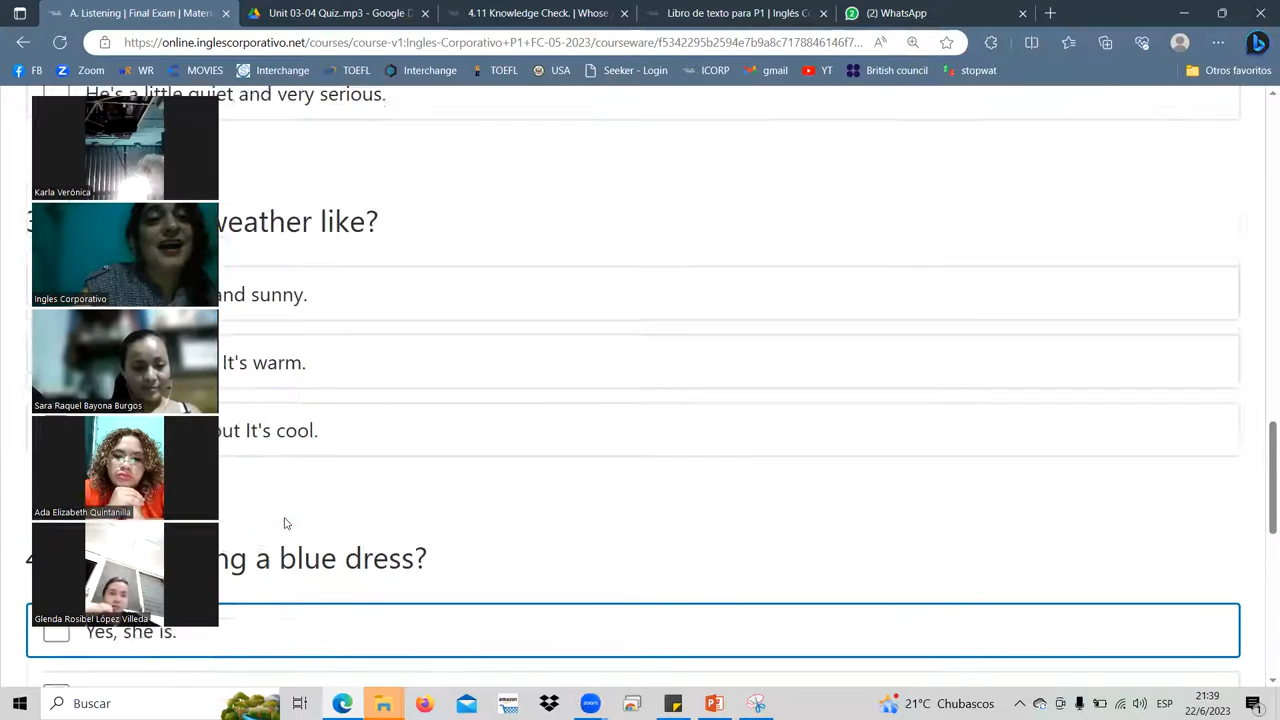 A. Listening | Final Exam | Mater
Unit 03-04 Quiz.mp3 - Google D
4.11 Knowledge Check. | Whose
Libro de texto para P1 | Inglés Co
(2) WhatsApp
https://online.inglescorporativo.net/courses/course-v1:Ingles-Corporativo+P1+FC-05-2023/courseware/f5342295b2594e7b9a8c7178846146f7...
FB
Zoom
WR
MOVIES
Interchange
TOEFL
Interchange
TOEFL
USA
Seeker - Login
ICORP
gmail
YT
British council
stopwat
Otros favoritos
He's a little quiet and very serious.
Karla Verónica
weather like?
Ingles Corporativo
and sunny.
It's warm.
Sara Raquel Bayona Burgos
but It's cool.
Ada Elizabeth Quintanilla
ng a blue dress?
Glenda Rosibel López Villeda
Yes, she is.
Buscar
amazon
zoom
21°C Chubascos
ESP
21:35
22/6/2023
1